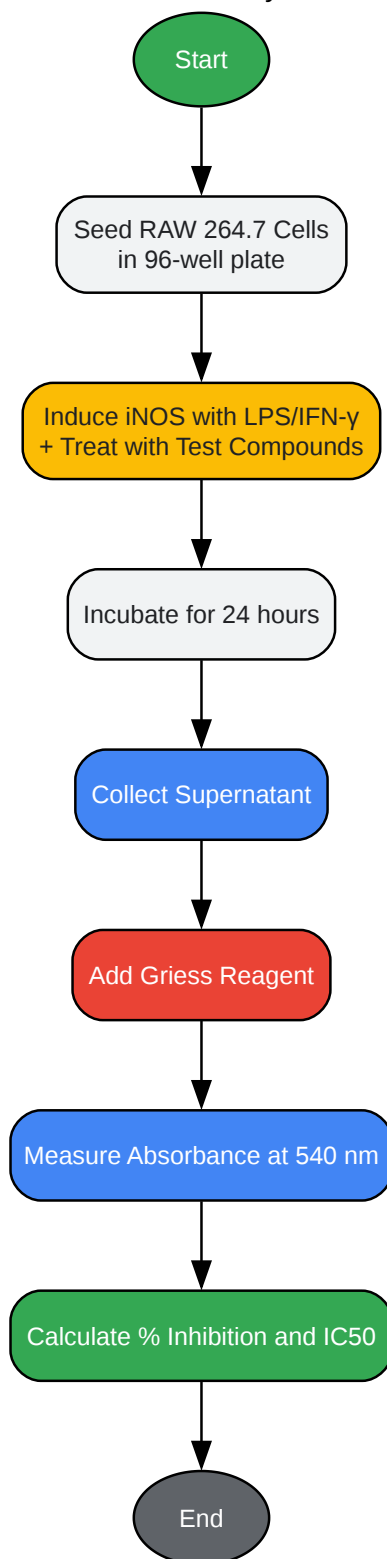 Start
Seed RAW 264.7 Cells
in 96-well plate
Induce iNOS with LPS/IFN-γ
+ Treat with Test Compounds
Incubate for 24 hours
Collect Supernatant
Add Griess Reagent
Measure Absorbance at 540 nm
Calculate % Inhibition and IC50
End